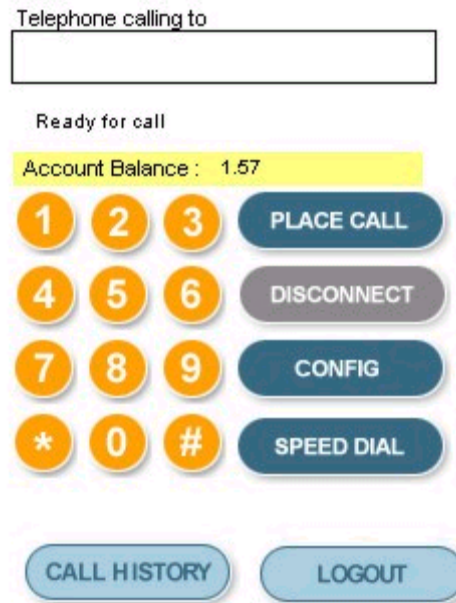 Telephone calling to
Ready for call
Account Balance : 1.57
1 2 3 PLACE CALL
4 5 6 DISCONNECT
7 8 9 CONFIG
* 0 # SPEED DIAL
CALL HISTORY LOGOUT